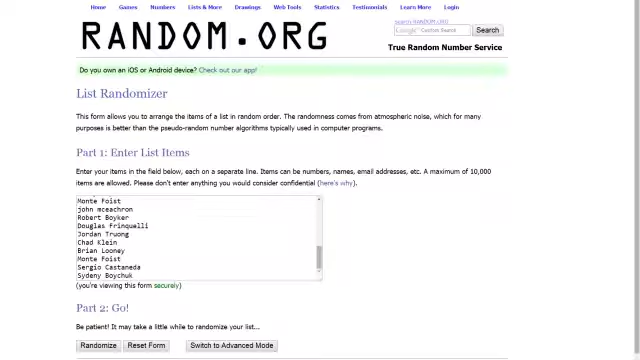 Home Games Numbers Lists & More Drawings Web Tools Statistics Testimonials Learn More Login
search RANDOM.ORG
RANDOM.ORG
Google Custom Search Search
True Random Number Service
Do you own an iOS or Android device? Check out our app!
List Randomizer
This form allows you to arrange the items of a list in random order. The randomness comes from atmospheric noise, which for many
purposes is better than the pseudo-random number algorithms typically used in computer programs.
Part 1: Enter List Items
Enter your items in the field below, each on a separate line. Items can be numbers, names, email addresses, etc. A maximum of 10,000
items are allowed. Please don't enter anything you would consider confidential (here's why).
Monte Foist
john mceachron
Robert Boyker
Douglas Frinquelli
Jordan Truong
Chad Klein
Brian Looney
Monte Foist
Sergio Castaneda
Sydeny Boychuk
(you're viewing this form securely)
Part 2: Go!
Be patient! It may take a little while to randomize your list...
Randomize Reset Form Switch to Advanced Mode